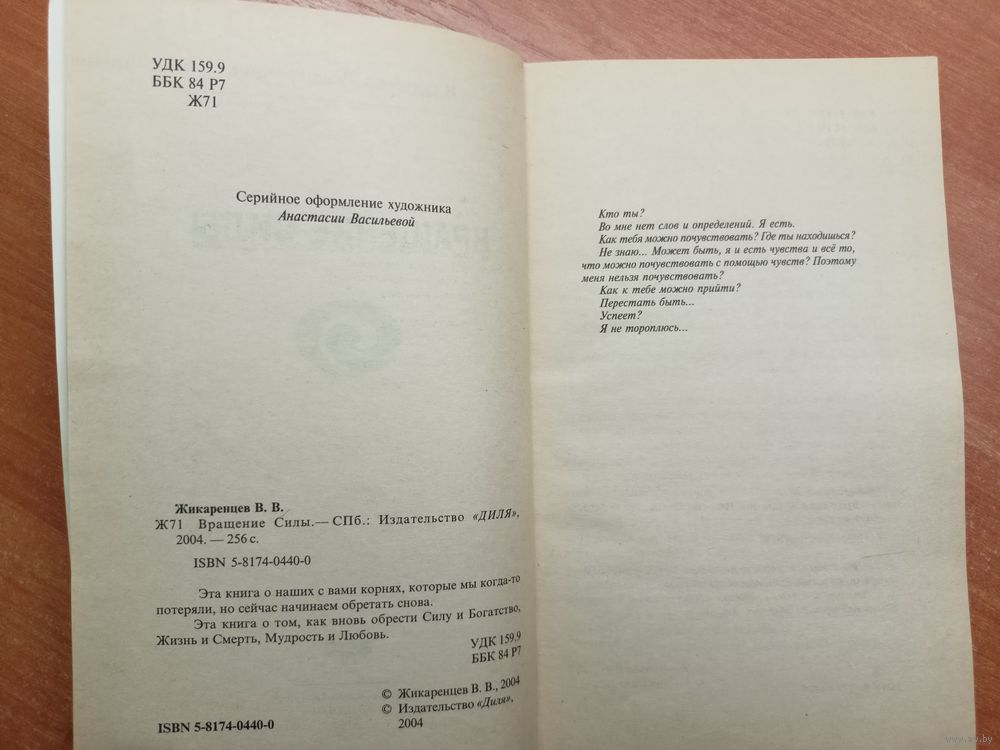 УДК 159.9
ББК 84 Р7
Ж71
Серийное оформление художника
Анастасии Васильевой
Жикаренцев В. В.
Ж71 Вращение Силы.— СПб.: Издательство «ДИЛЯ»,
2004. — 256 с.
ISBN 5-8174-0440-0
Эта книга о наших с вами корнях, которые мы когда-то
потеряли, но сейчас начинаем обретать снова.
Эта книга о том, как вновь обрести Силу и Богатство,
Жизнь и Смерть, Мудрость и Любовь.
УДК 159.9
ББК 84 Р7
© Жикаренцев В. В., 2004
© Издательство «Диля»,
2004
ISBN 5-8174-0440-0
Кто ты?
Во мне нет слов и определений. Я есть.
Как тебя можно почувствовать? Где ты находишься?
Не знаю... Может быть, я и есть чувства и всё то,
что можно почувствовать с помощью чувств? Поэтому
меня нельзя почувствовать?
Как к тебе можно прийти?
Перестать быть...
Успеет?
Я не тороплюсь...